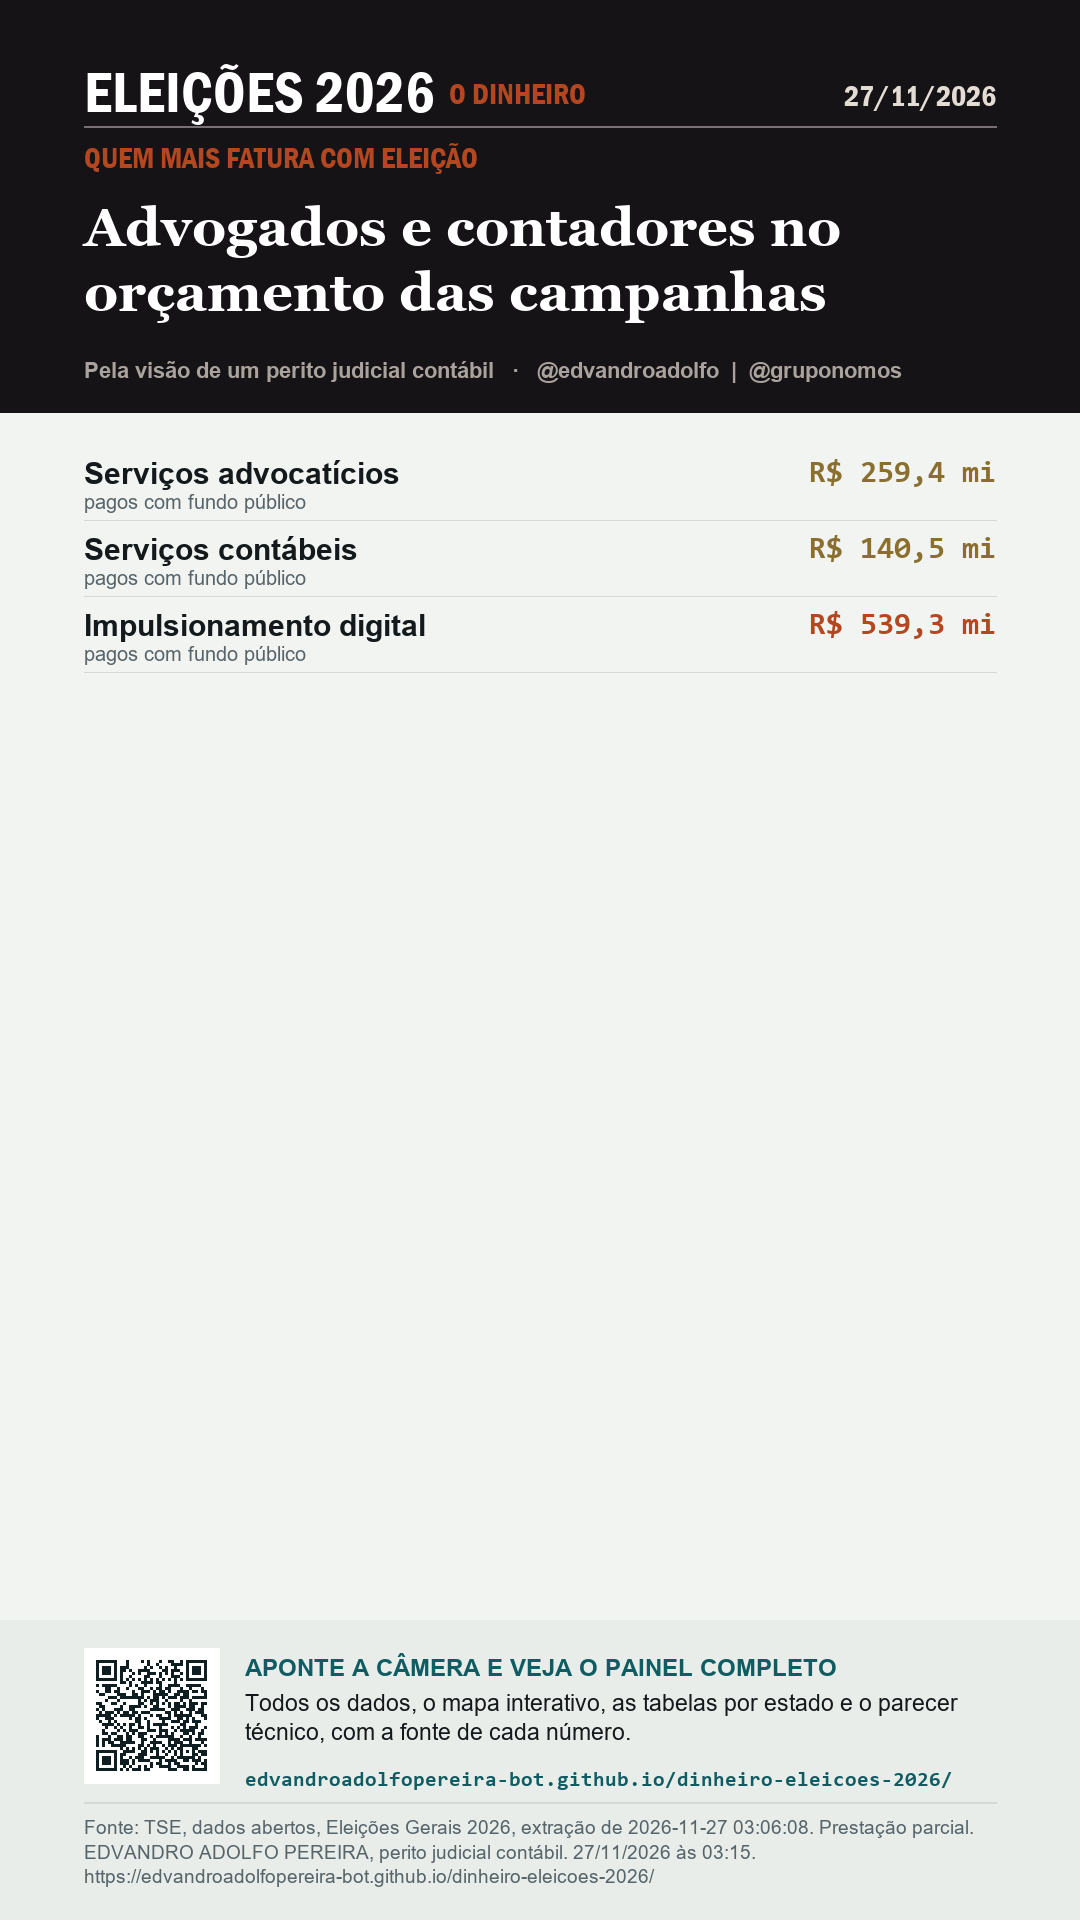 ELEIÇÕES 2026 O DINHEIRO 27/11/2026
QUEM MAIS FATURA COM ELEIÇÃO
Advogados e contadores no
orçamento das campanhas
Pela visão de um perito judicial contábil · @edvandroadolfo | @gruponomos
Serviços advocatícios R$ 259,4 mi
pagos com fundo público
Serviços contábeis R$ 140,5 mi
pagos com fundo público
Impulsionamento digital R$ 539,3 mi
pagos com fundo público
APONTE A CÂMERA E VEJA O PAINEL COMPLETO
Todos os dados, o mapa interativo, as tabelas por estado e o parecer
técnico, com a fonte de cada número.
edvandroadolfopereira-bot.github.io/dinheiro-eleicoes-2026/
Fonte: TSE, dados abertos, Eleições Gerais 2026, extração de 2026-11-27 03:06:08. Prestação parcial.
EDVANDRO ADOLFO PEREIRA, perito judicial contábil. 27/11/2026 às 03:15.
https://edvandroadolfopereira-bot.github.io/dinheiro-eleicoes-2026/